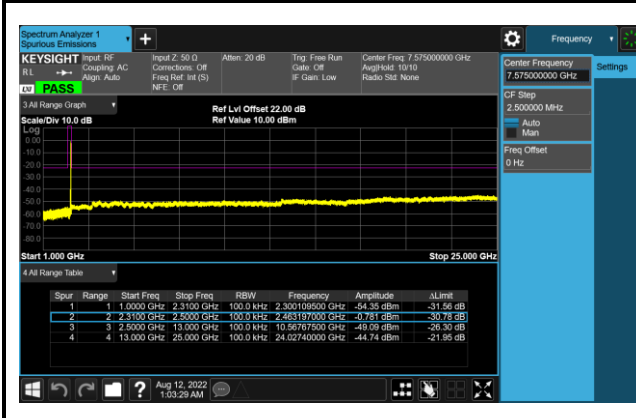 Spectrum Analyzer 1
Spurious Emissions
Frequency
KEYSIGHT
RL
LXI
PASS
Input: RF
Coupling: AC
Align: Auto
Input Z: 50 Ω
Corrections: Off
Freq Ref: Int (S)
NFE: Off
Atten: 20 dB
Trig: Free Run
Gate: Off
IF Gain: Low
Center Freq: 7.575000000 GHz
Avg|Hold: 10/10
Radio Std: None
Center Frequency
7.575000000 GHz
Settings
CF Step
2.500000 MHz
Auto
Man
Freq Offset
0 Hz
3 All Range Graph
Scale/Div 10.0 dB
Ref Lvl Offset 22.00 dB
Ref Value 10.00 dBm
Log
0.00
-10.0
-20.0
-30.0
-40.0
-50.0
-60.0
-70.0
-80.0
Start 1.000 GHz
Stop 25.000 GHz
4 All Range Table
Spur Range Start Freq Stop Freq RBW Frequency Amplitude ΔLimit
1 1 1.0000 GHz 2.3100 GHz 100.0 kHz 2.300109500 GHz -54.35 dBm -31.56 dB
2 2 2.3100 GHz 2.5000 GHz 100.0 kHz 2.463197000 GHz -0.781 dBm -30.78 dB
3 3 2.5000 GHz 13.000 GHz 100.0 kHz 10.56767500 GHz -49.09 dBm -26.30 dB
4 4 13.000 GHz 25.000 GHz 100.0 kHz 24.02740000 GHz -44.74 dBm -21.95 dB
Aug 12, 2022
1:03:29 AM